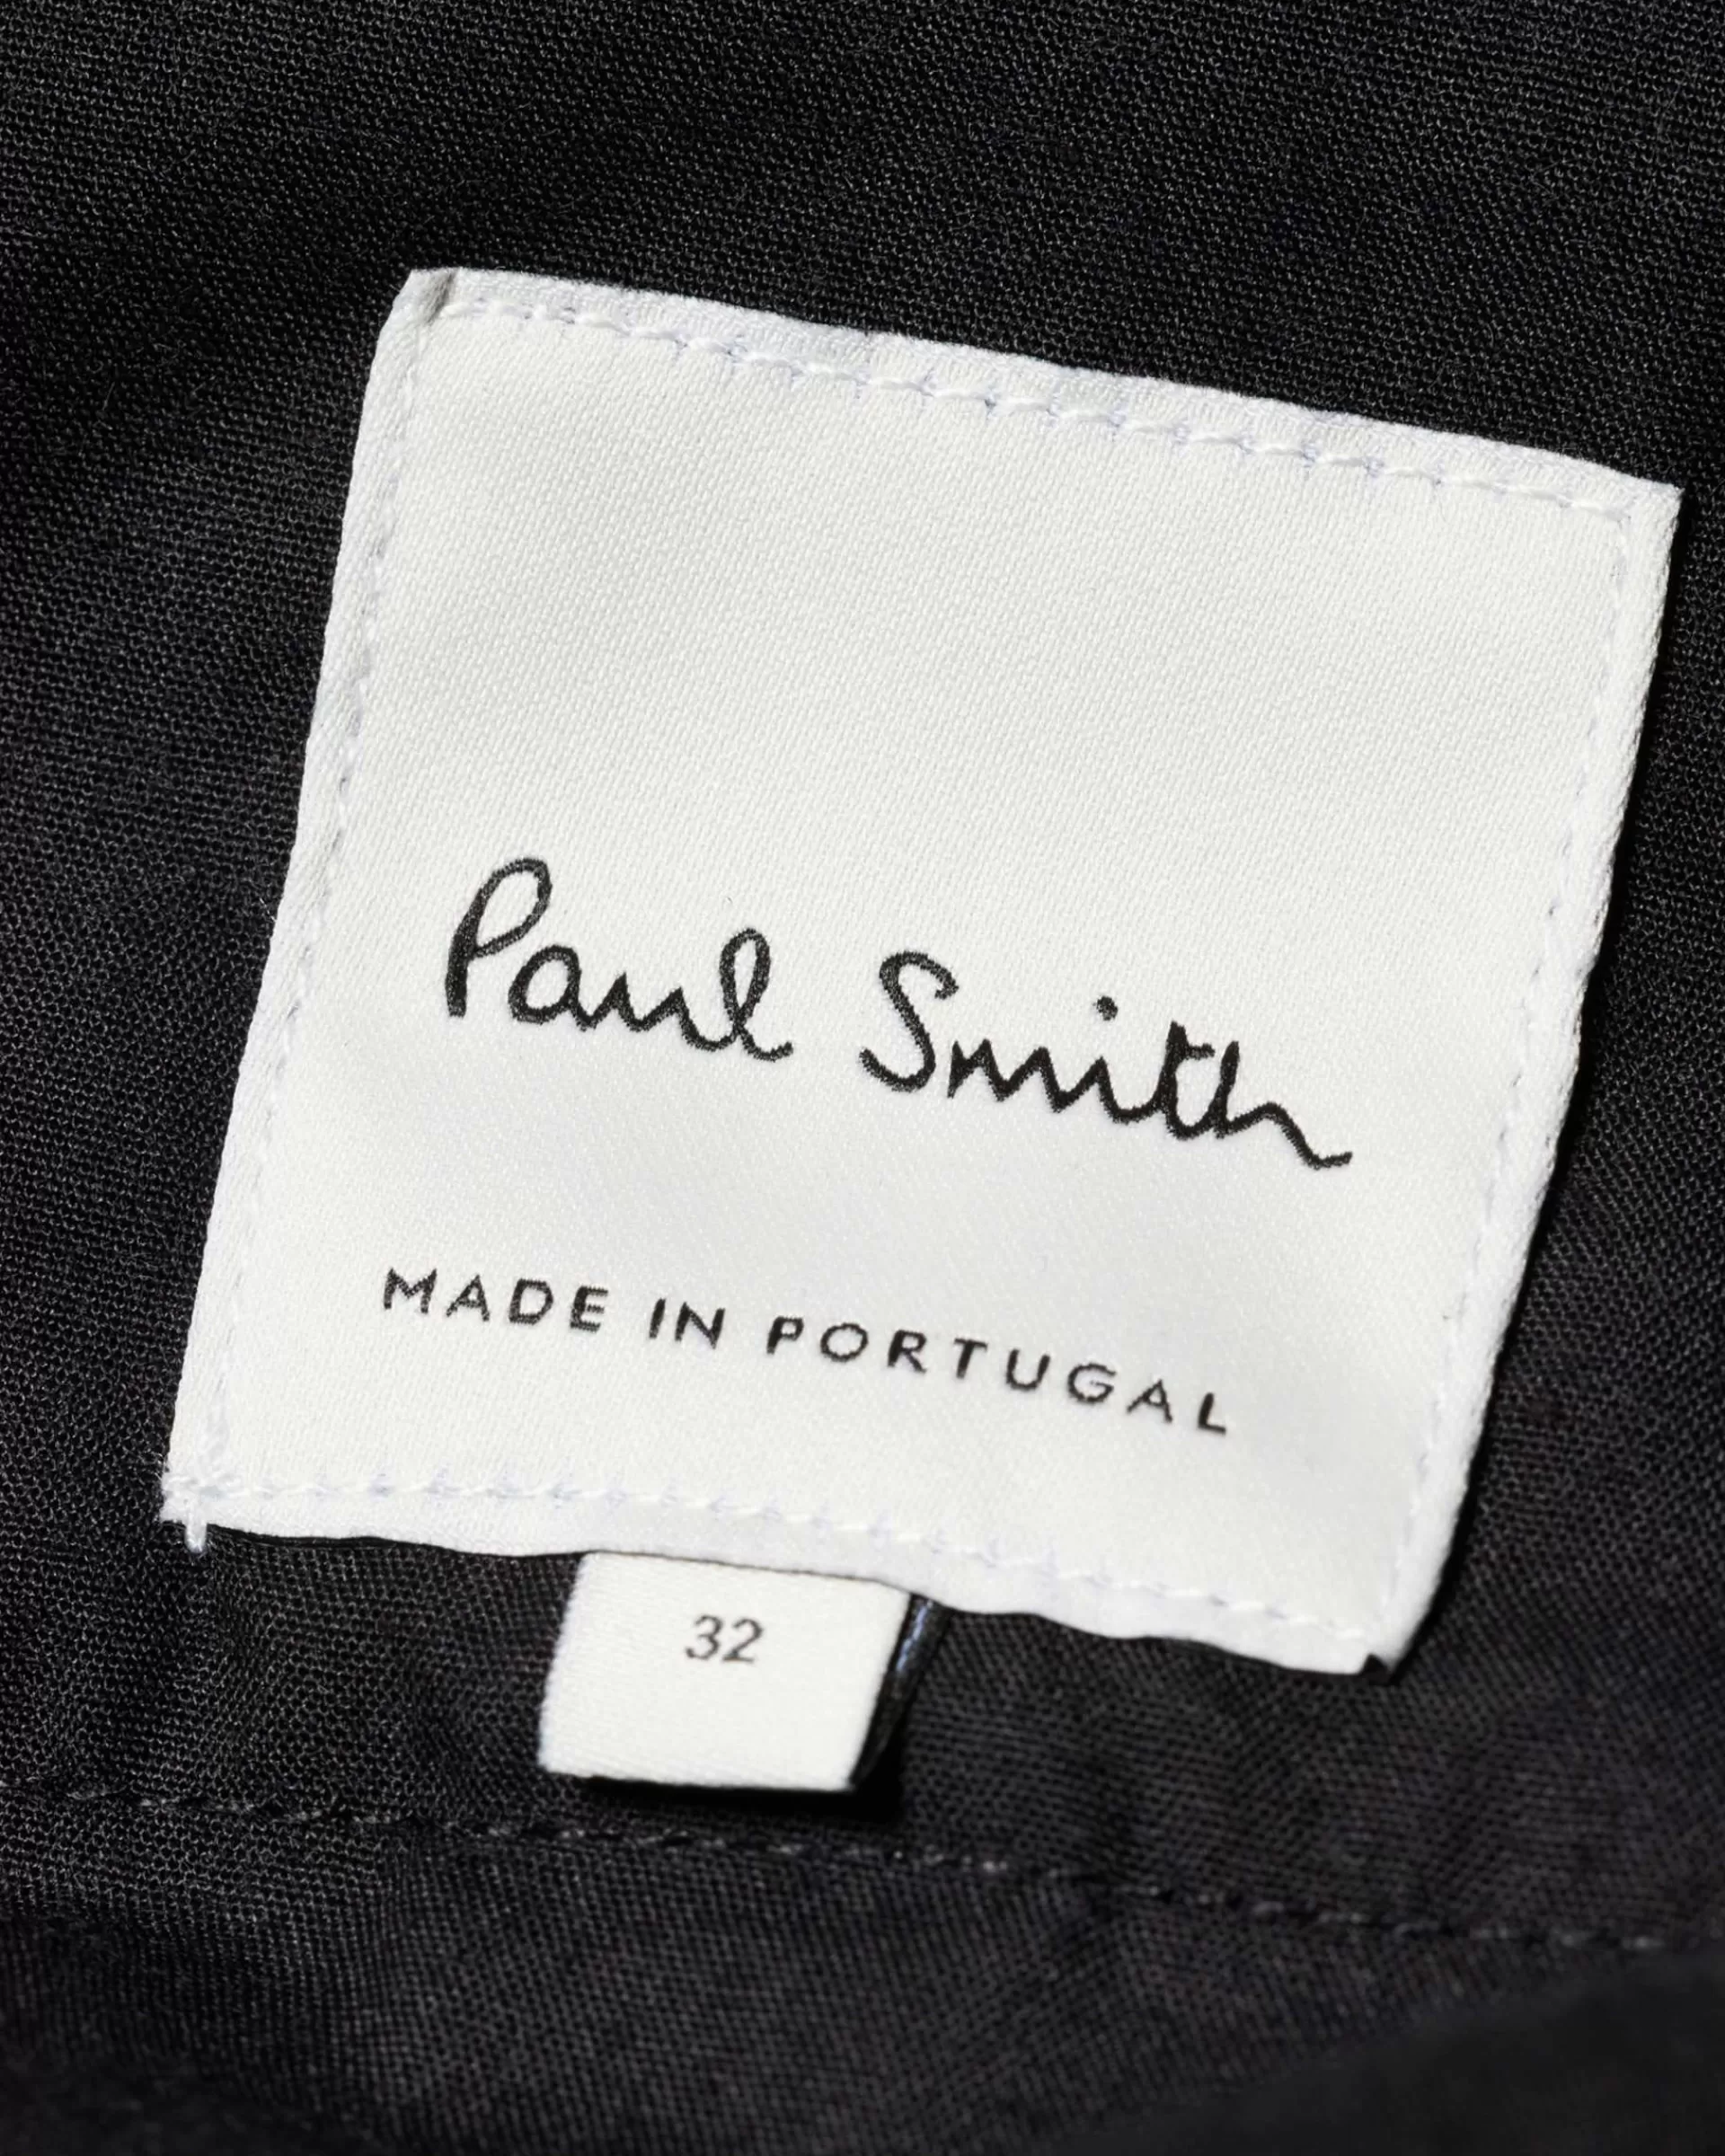 Paul Smith
MADE IN PORTUGAL
32